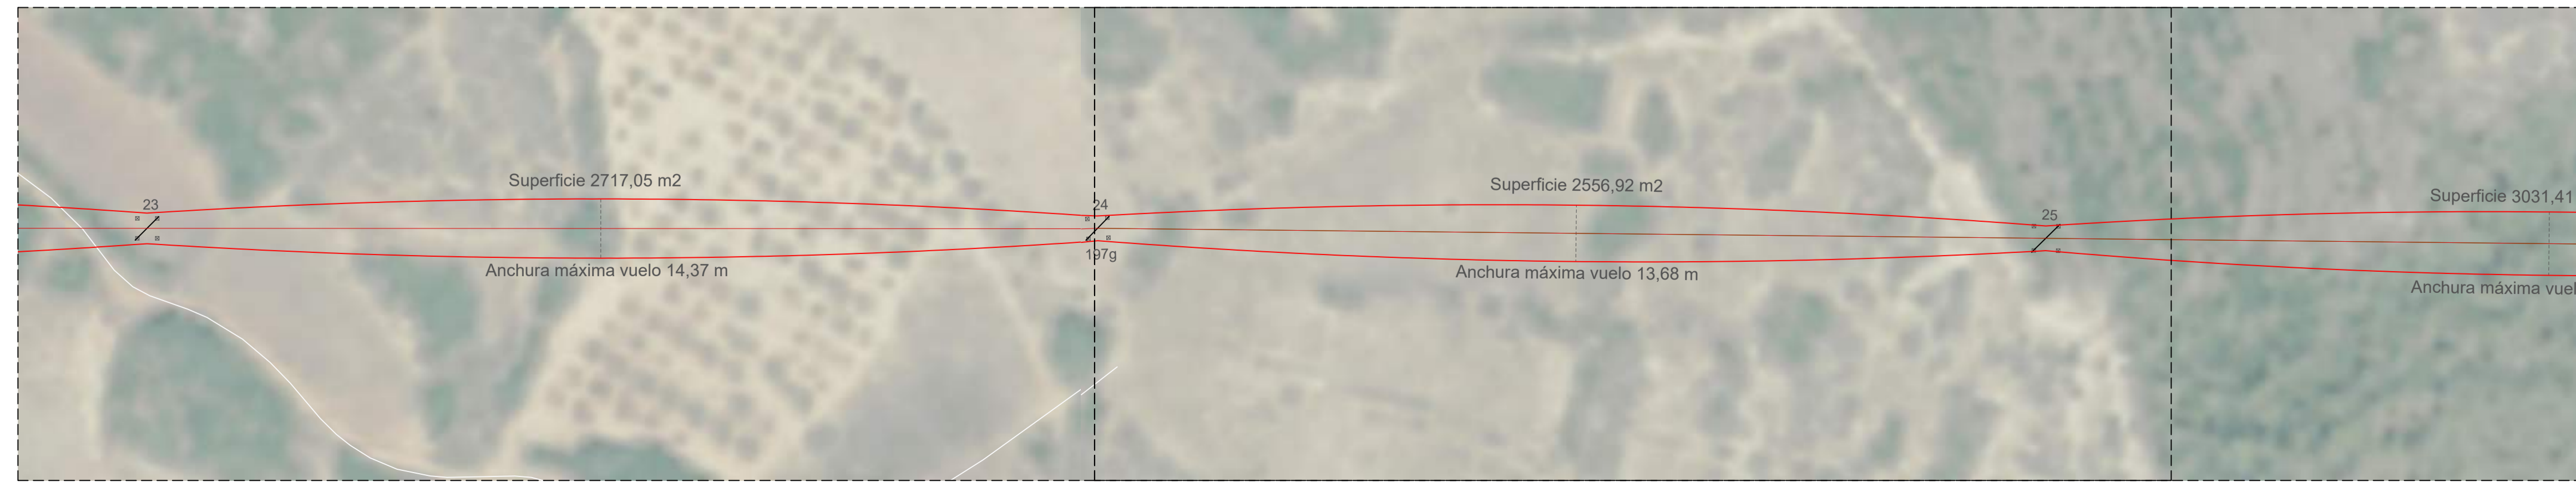 Superficie 2717,05 m2
Superficie 2556,92 m2
Superficie 3031,41
23
24
25
197g
Anchura máxima vuelo 14,37 m
Anchura máxima vuelo 13,68 m
Anchura máxima vuel